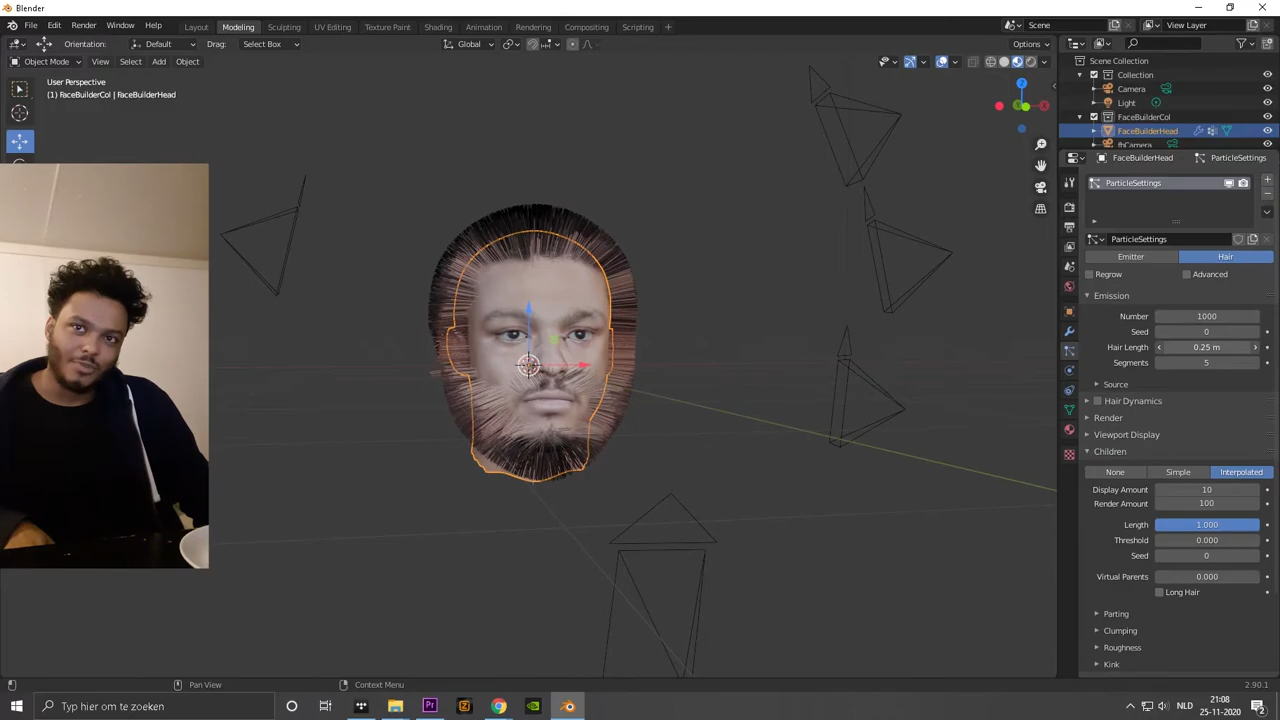 Blender
File Edit Render Window Help Layout Modeling Sculpting UV Editing Texture Paint Shading Animation Rendering Compositing Scripting Scene View Layer
Orientation: Default Drag: Select Box Global Options
Object Mode View Select Add Object
User Perspective
(1) FaceBuilderCol | FaceBuilderHead
Z
Scene Collection
Collection
Camera
Light
FaceBuilderCol
FaceBuilderHead
fbCamera
FaceBuilderHead ParticleSettings
ParticleSettings
ParticleSettings
Emitter Hair
Regrow Advanced
Emission
Number 1000
Seed 0
Hair Length 0.25 m
Segments 5
Source
Hair Dynamics
Render
Viewport Display
Children
None Simple Interpolated
Display Amount 10
Render Amount 100
Length 1.000
Threshold 0.000
Seed 0
Virtual Parents 0.000
Long Hair
Parting
Clumping
Roughness
Kink
Pan View Context Menu 2.90.1
Typ hier om te zoeken Pr NLD 21:08
25-11-2020 2